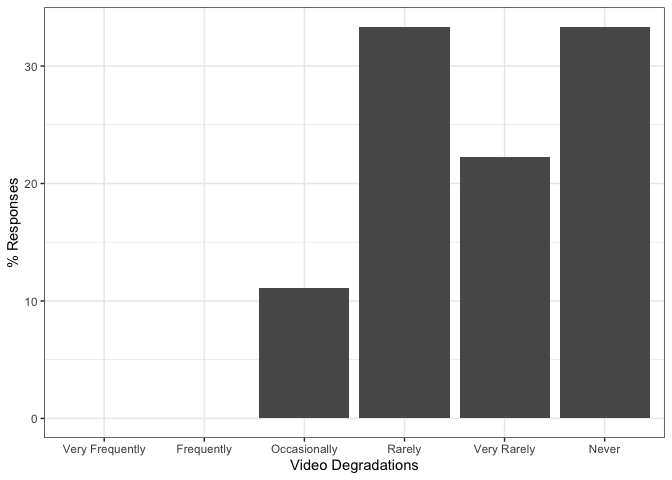 % Responses
30
20
10
0
Very Frequently Frequently Occasionally Rarely Very Rarely Never
Video Degradations